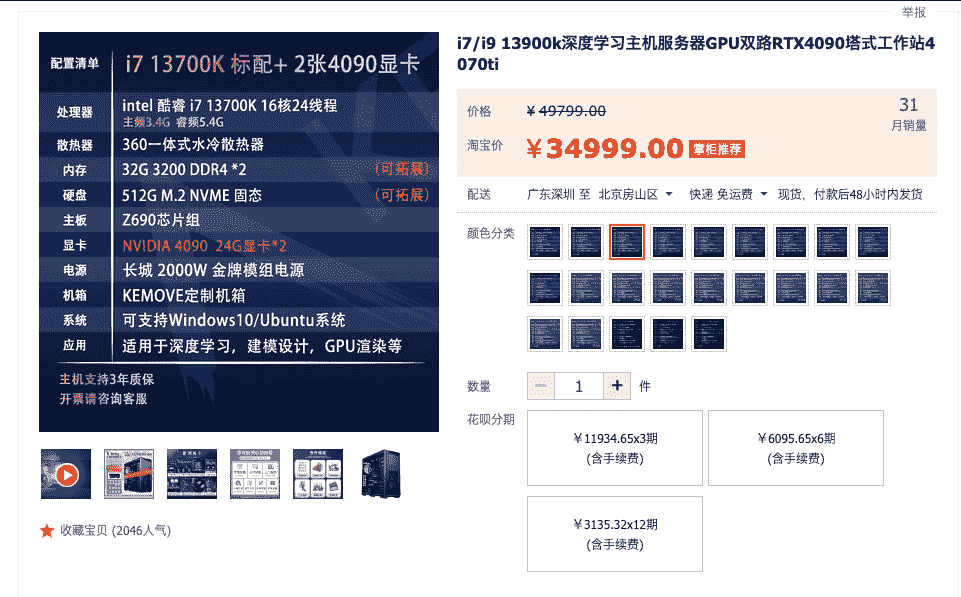 举报
配置清单
i7 13700K 标配+ 2张4090显卡
处理器
intel 酷睿 i7 13700K 16核24线程
主频3.4G 睿频5.4G
散热器
360一体式水冷散热器
内存
32G 3200 DDR4 *2
(可拓展)
硬盘
512G M.2 NVME 固态
(可拓展)
主板
Z690芯片组
显卡
NVIDIA 4090 24G显卡*2
电源
长城 2000W 金牌模组电源
机箱
KEMOVE定制机箱
系统
可支持Windows10/Ubuntu系统
应用
适用于深度学习，建模设计，GPU渲染等
主机支持3年质保
开票请咨询客服
收藏宝贝 (2046人气)
i7/i9 13900k深度学习主机服务器GPU双路RTX4090塔式工作站4
070ti
价格
¥ 49799.00
31
月销量
淘宝价
¥34999.00 掌柜推荐
配送
广东深圳 至 北京房山区 快递 免运费 现货，付款后48小时内发货
颜色分类
数量
− 1 + 件
花呗分期
¥11934.65x3期
(含手续费)
¥6095.65x6期
(含手续费)
¥3135.32x12期
(含手续费)